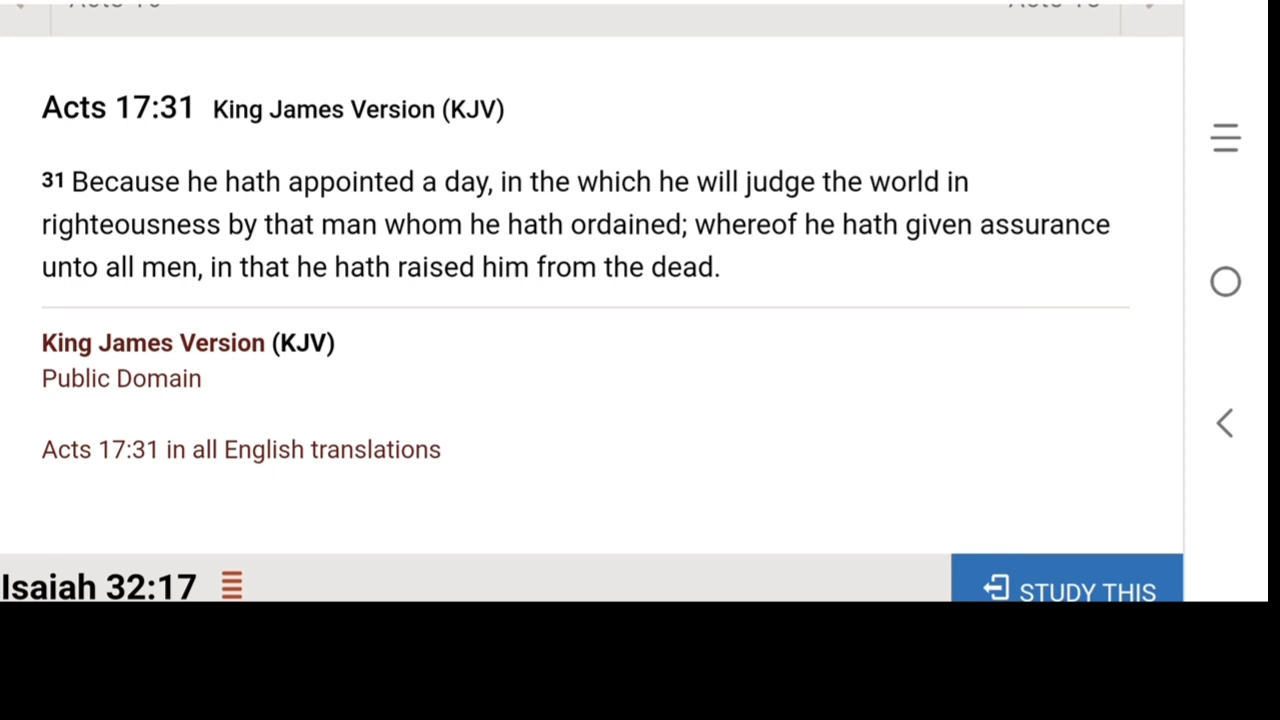 Acts 17:31 King James Version (KJV)
31 Because he hath appointed a day, in the which he will judge the world in
righteousness by that man whom he hath ordained; whereof he hath given assurance
unto all men, in that he hath raised him from the dead.
King James Version (KJV)
Public Domain
Acts 17:31 in all English translations
Isaiah 32:17
STUDY THIS